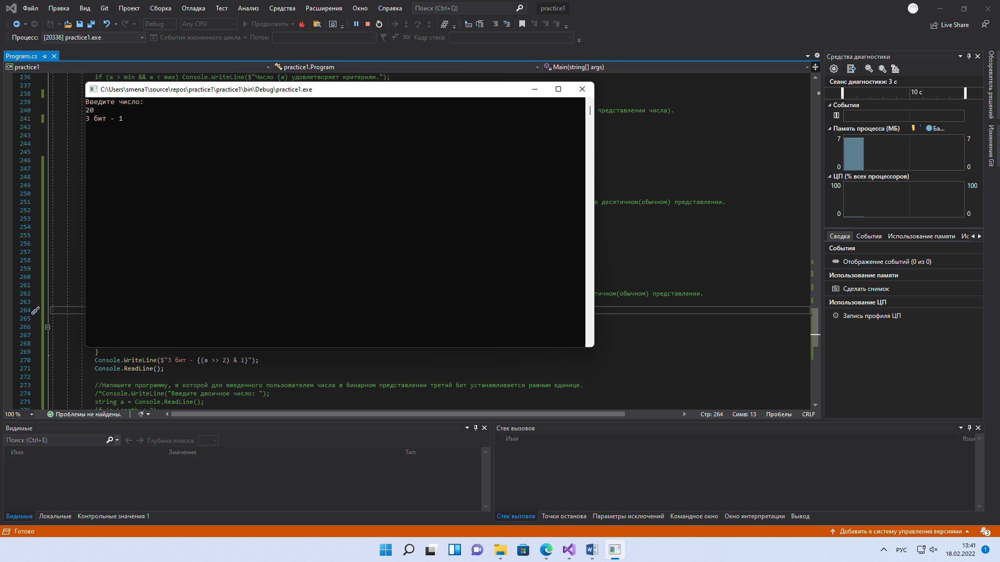 Файл Правка Вид Git Проект Сборка Отладка Тест Анализ Средства Расширения Окно Справка Поиск (Ctrl+Q) practice1
Debug Any CPU Продолжить Live Share
Процесс: [20336] practice1.exe События жизненного цикла Поток: Кадр стека:
Program.cs
practice1 practice1.Program Main(string[] args)
236 if (a > min && a < max) Console.WriteLine($"Число {a} удовлетворяет критериям.");
237
238
239
240 представлении числа).
241
242
243
244
245
246
247
248
249
250
251 в десятичном(обычном) представлении.
252
253
254
255
256
257
258
259
260
261
262 тичном(обычном) представлении.
263
264
265
266
267
268
269 }
270 Console.WriteLine($"3 бит - {(a >> 2) & 1}");
271 Console.ReadLine();
272
273 //Напишите программу, в которой для введенного пользователем числа в бинарном представлении третий бит устанавливается равным единице.
274 /*Console.WriteLine("Введите двоичное число: ");
275 string a = Console.ReadLine();
C:\Users\smena1\source\repos\practice1\practice1\bin\Debug\practice1.exe
Введите число:
20
3 бит - 1
100 % Проблемы не найдены. Стр: 264 Симв: 13 Пробелы CRLF
Средства диагностики
Сеанс диагностики: 3 с
10 с
События
Память процесса (МБ) Ба...
7 7
0 0
ЦП (% всех процессоров)
100 100
0 0
Сводка События Использование памяти Ис
События
Отображение событий (0 из 0)
Использование памяти
Сделать снимок
Использование ЦП
Запись профиля ЦП
Обозреватель решений
Изменения Git
Видимые
Поиск (Ctrl+E) Глубина поиска:
Имя Значение Тип
Видимые Локальные Контрольные значения 1
Стек вызовов
Имя Язык
Стек вызовов Точки останова Параметры исключений Командное окно Окно интерпретации Вывод
Готово Добавить в систему управления версиями 3
РУС 13:41
18.02.2022 1